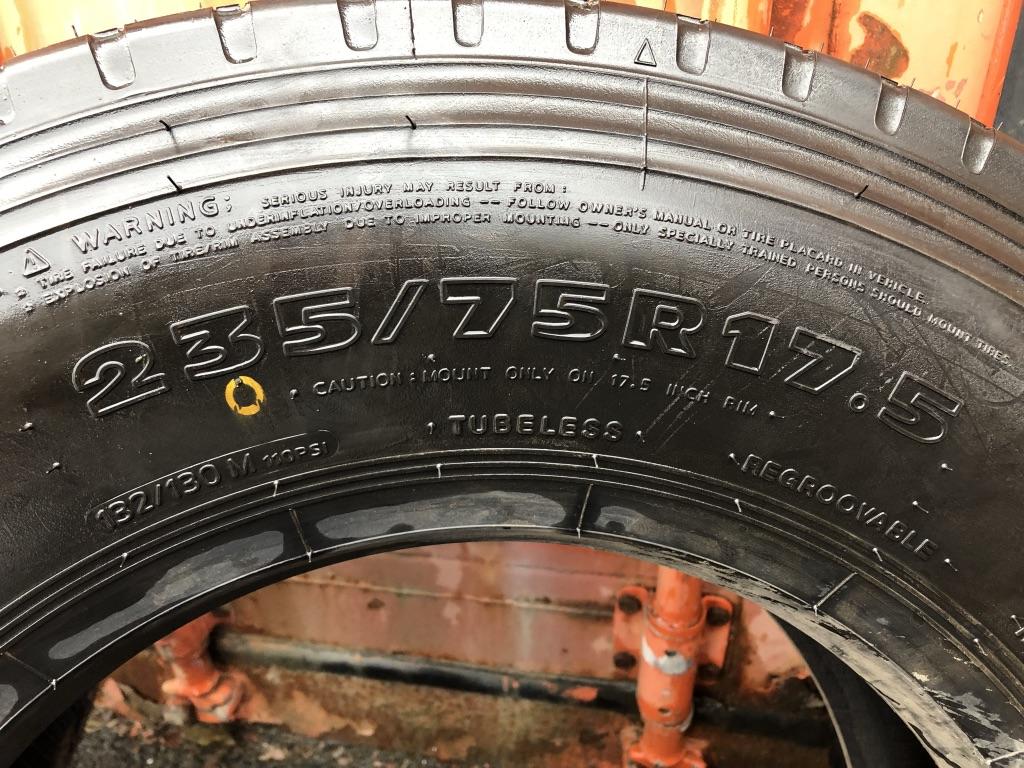 WARNING; SERIOUS INJURY MAY RESULT FROM:
TIRE FAILURE DUE TO UNDERINFLATION/OVERLOADING -- FOLLOW OWNER'S MANUAL OR TIRE PLACARD IN VEHICLE.
EXPLOSION OF TIRE/RIM ASSEMBLY DUE TO IMPROPER MOUNTING -- ONLY SPECIALLY TRAINED PERSONS SHOULD MOUNT TIRES.
235/75R17.5
CAUTION: MOUNT ONLY ON 17.5 INCH RIM
TUBELESS
132/130 M 110PSI
REGROOVABLE